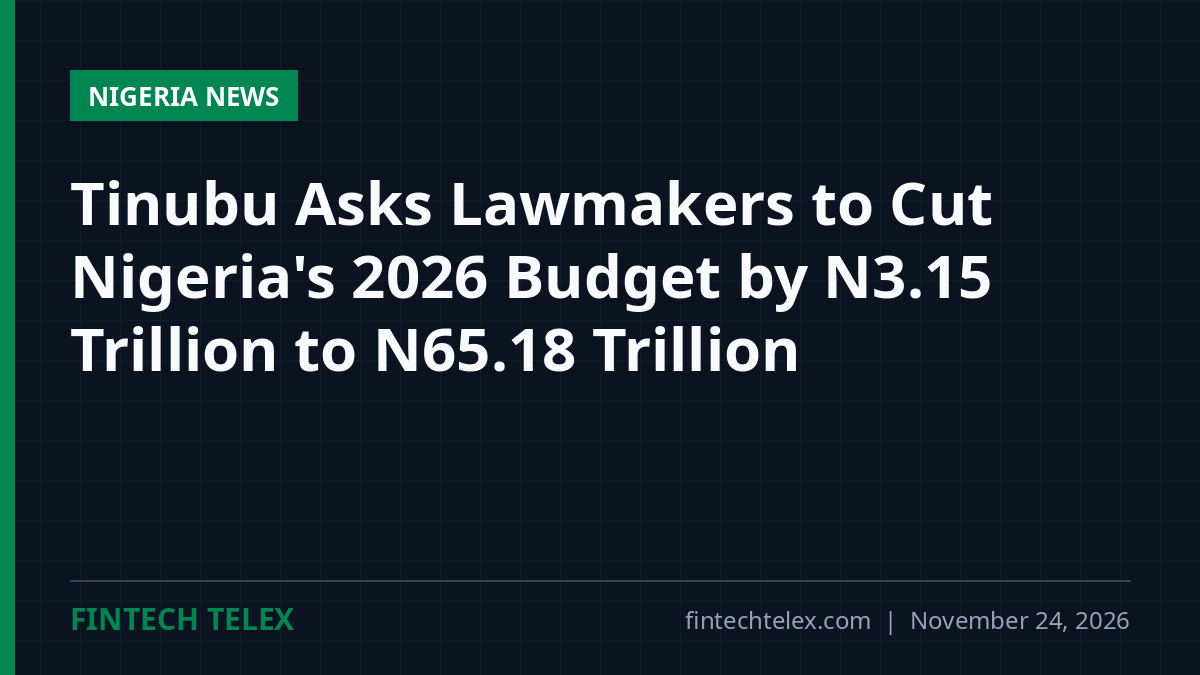 NIGERIA NEWS
Tinubu Asks Lawmakers to Cut
Nigeria's 2026 Budget by N3.15
Trillion to N65.18 Trillion
FINTECH TELEX
fintechtelex.com | November 24, 2026